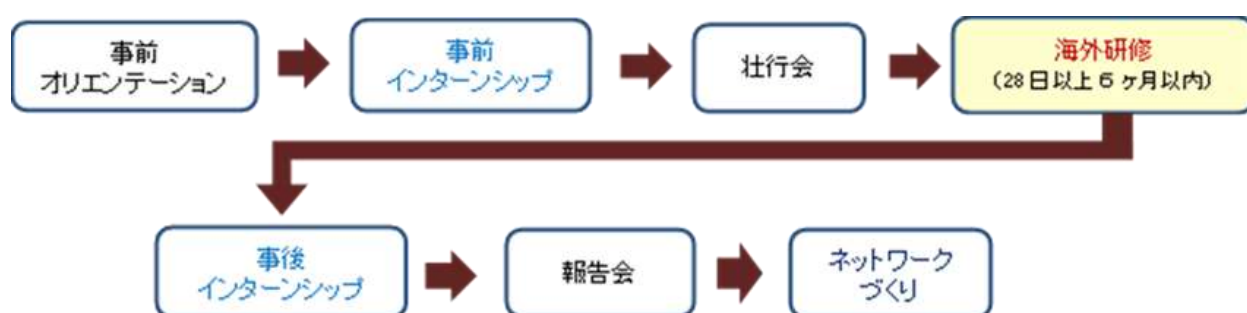 事前
オリエンテーション
事前
インターンシップ
壮行会
海外研修
（28日以上６ヶ月以内）
事後
インターンシップ
報告会
ネットワーク
づくり